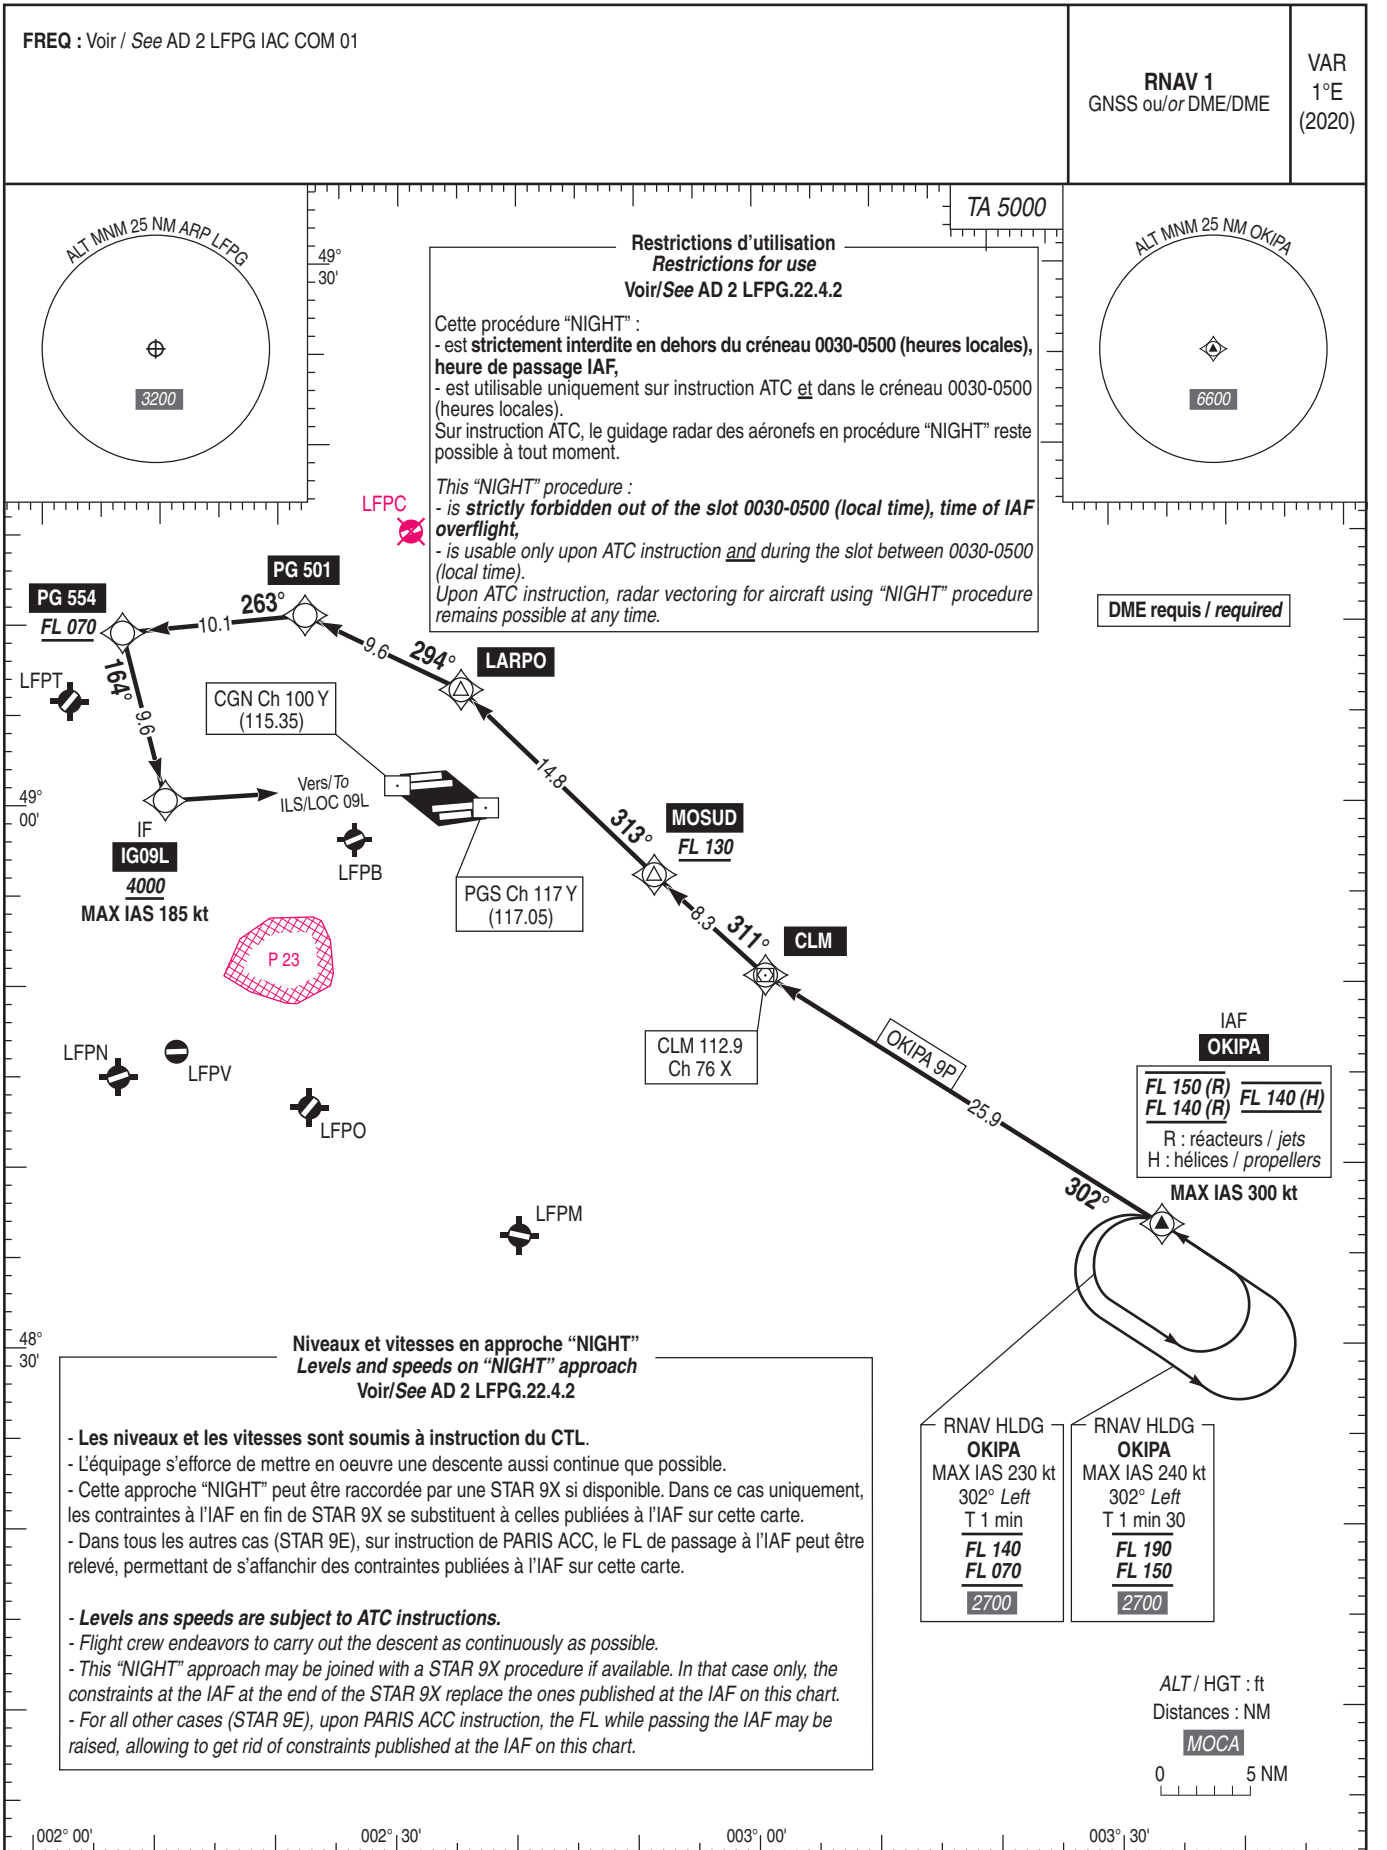 FREQ : Voir / See AD 2 LFPG IAC COM 01
RNAV 1
GNSS ou/or DME/DME
VAR
1°E
(2020)
ALT MNM 25 NM ARP LFPG
3200
49°
30'
TA 5000
ALT MNM 25 NM OKIPA
6600
Restrictions d’utilisation
Restrictions for use
Voir/See AD 2 LFPG.22.4.2
Cette procédure “NIGHT” :
- est strictement interdite en dehors du créneau 0030-0500 (heures locales),
heure de passage IAF,
- est utilisable uniquement sur instruction ATC et dans le créneau 0030-0500
(heures locales).
Sur instruction ATC, le guidage radar des aéronefs en procédure “NIGHT” reste
possible à tout moment.
This “NIGHT” procedure :
- is strictly forbidden out of the slot 0030-0500 (local time), time of IAF
overflight,
- is usable only upon ATC instruction and during the slot between 0030-0500
(local time).
Upon ATC instruction, radar vectoring for aircraft using “NIGHT” procedure
remains possible at any time.
LFPC
DME requis / required
PG 501
PG 554
FL 070
263°
10.1
9.6
294°
LARPO
LFPT
164°
9.6
CGN Ch 100 Y
(115.35)
14.8
Vers/To
ILS/LOC 09L
49°
00'
IF
IG09L
4000
MAX IAS 185 kt
LFPB
313°
MOSUD
FL 130
PGS Ch 117 Y
(117.05)
8.3
311°
CLM
P 23
CLM 112.9
Ch 76 X
OKIPA 9P
25.9
302°
IAF
OKIPA
FL 150 (R)
FL 140 (R)
FL 140 (H)
R : réacteurs / jets
H : hélices / propellers
MAX IAS 300 kt
LFPN
LFPV
LFPO
LFPM
48°
30'
Niveaux et vitesses en approche “NIGHT”
Levels and speeds on “NIGHT” approach
Voir/See AD 2 LFPG.22.4.2
- Les niveaux et les vitesses sont soumis à instruction du CTL.
- L’équipage s’efforce de mettre en oeuvre une descente aussi continue que possible.
- Cette approche “NIGHT” peut être raccordée par une STAR 9X si disponible. Dans ce cas uniquement,
les contraintes à l’IAF en fin de STAR 9X se substituent à celles publiées à l’IAF sur cette carte.
- Dans tous les autres cas (STAR 9E), sur instruction de PARIS ACC, le FL de passage à l’IAF peut être
relevé, permettant de s’affanchir des contraintes publiées à l’IAF sur cette carte.
- Levels ans speeds are subject to ATC instructions.
- Flight crew endeavors to carry out the descent as continuously as possible.
- This “NIGHT” approach may be joined with a STAR 9X procedure if available. In that case only, the
constraints at the IAF at the end of the STAR 9X replace the ones published at the IAF on this chart.
- For all other cases (STAR 9E), upon PARIS ACC instruction, the FL while passing the IAF may be
raised, allowing to get rid of constraints published at the IAF on this chart.
RNAV HLDG
OKIPA
MAX IAS 230 kt
302° Left
T 1 min
FL 140
FL 070
2700
RNAV HLDG
OKIPA
MAX IAS 240 kt
302° Left
T 1 min 30
FL 190
FL 150
2700
ALT / HGT : ft
Distances : NM
MOCA
0 5 NM
002° 00' 002° 30' 003° 00' 003° 30'